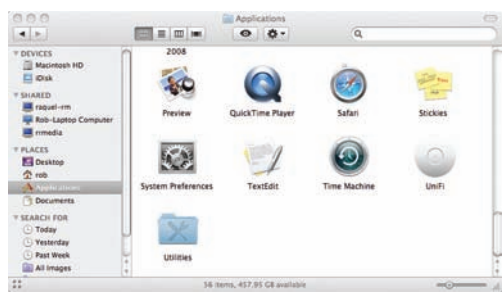 Applications
DEVICES
Macintosh HD
iDisk
SHARED
raquel-rm
Rob-Laptop Computer
rrmedia
PLACES
Desktop
rob
Applications
Documents
SEARCH FOR
Today
Yesterday
Past Week
All Images
2008
Preview
QuickTime Player
Safari
Stickies
System Preferences
TextEdit
Time Machine
UniFi
Utilities
56 items, 457.95 GB available